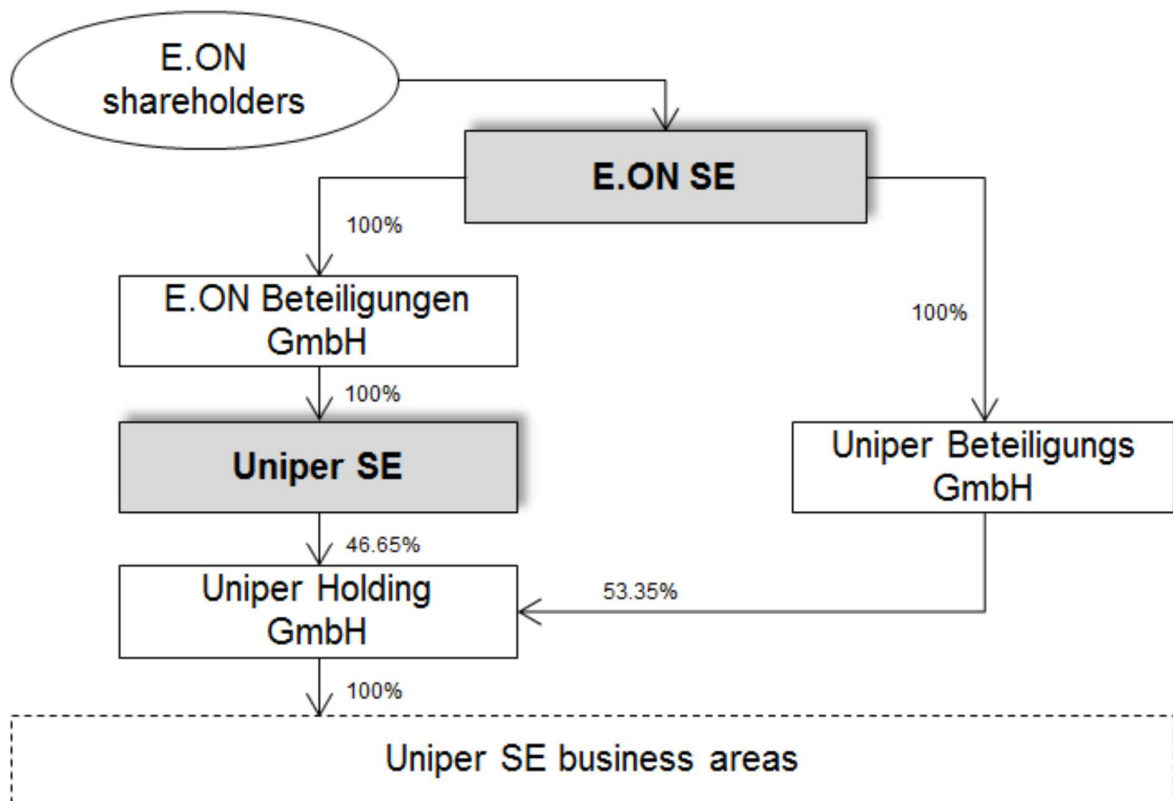 E.ON
shareholders
E.ON SE
100%
E.ON Beteiligungen
GmbH
100%
100%
Uniper SE
Uniper Beteiligungs
GmbH
46.65%
Uniper Holding
GmbH
53.35%
100%
Uniper SE business areas